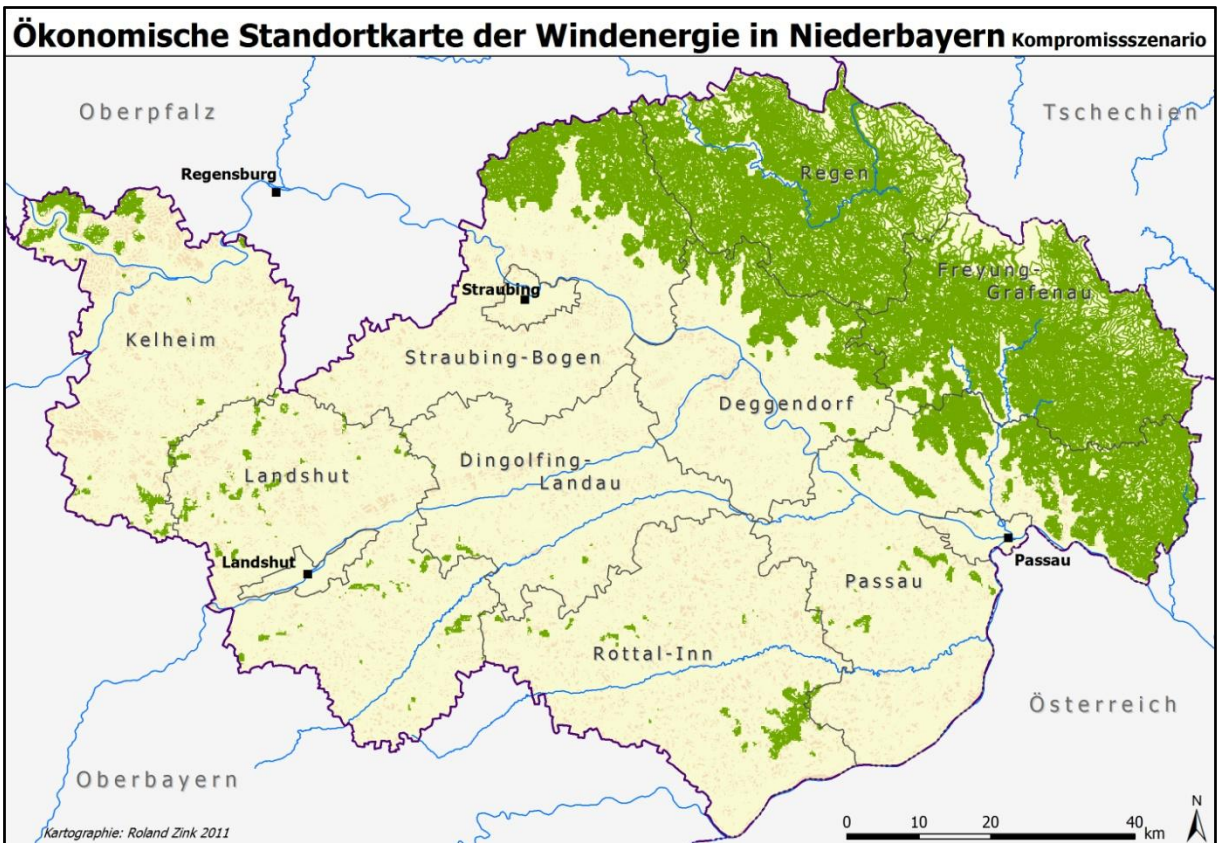 Ökonomische Standortkarte der Windenergie in Niederbayern Kompromissszenario
Oberpfalz
Tschechien
Regensburg
Regen
Freyung-
Grafenau
Straubing
Kelheim
Straubing-Bogen
Deggendorf
Dingolfing-
Landau
Landshut
Landshut
Passau
Passau
Rottal-Inn
Österreich
Oberbayern
N
0 10 20 40
km
Kartographie: Roland Zink 2011